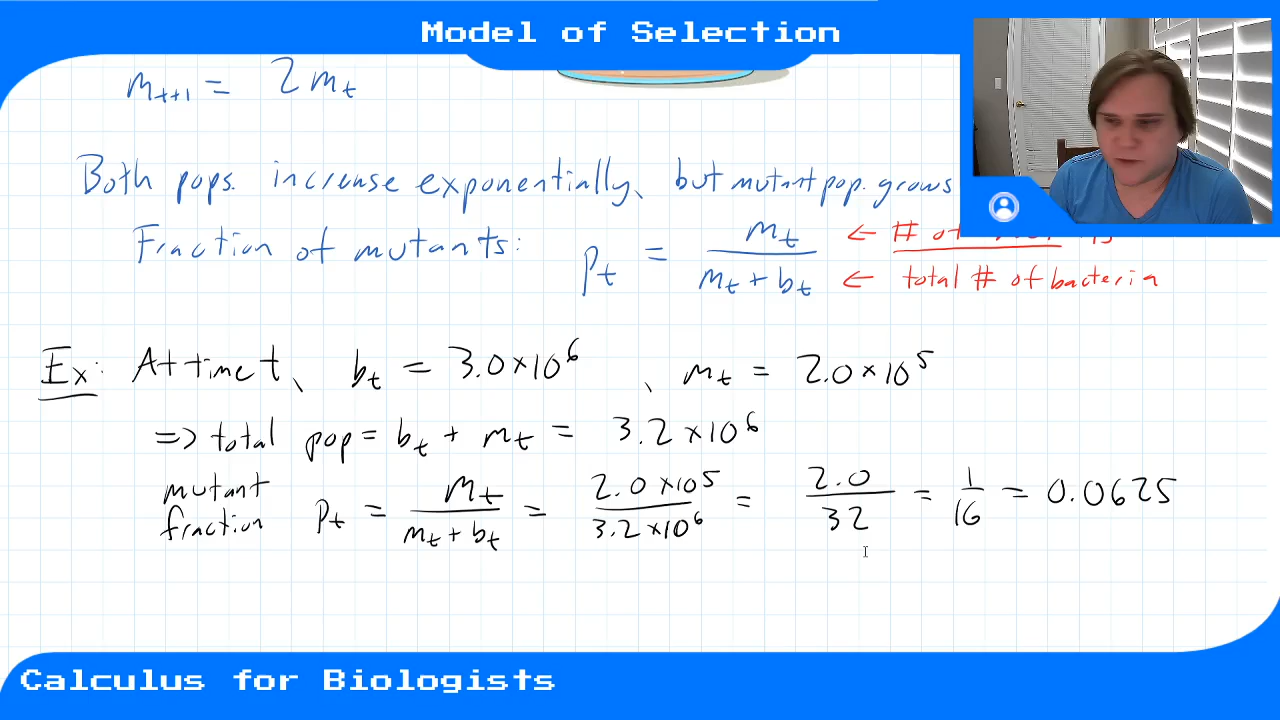 Model of Selection
m_{t+1} = 2m_t
Both pops. increase exponentially, but mutant pop. grows
Fraction of mutants: p_t = m_t / (m_t + b_t) ← # of
← total # of bacteria
Ex: At time t, b_t = 3.0×10^6, m_t = 2.0×10^5
=> total pop = b_t + m_t = 3.2×10^6
mutant fraction p_t = m_t / (m_t + b_t) = 2.0×10^5 / 3.2×10^6 = 2.0 / 32 = 1/16 = 0.0625
Calculus for Biologists